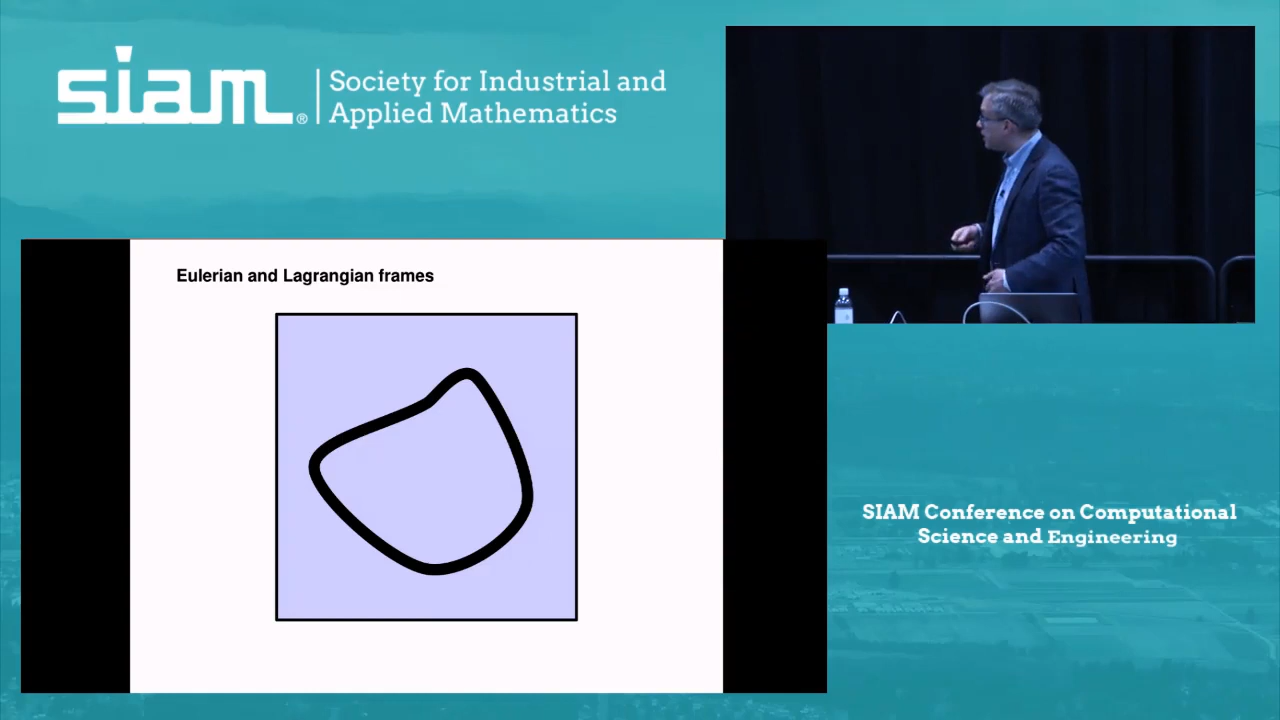 siam®
Society for Industrial and
Applied Mathematics
Eulerian and Lagrangian frames
SIAM Conference on Computational
Science and Engineering